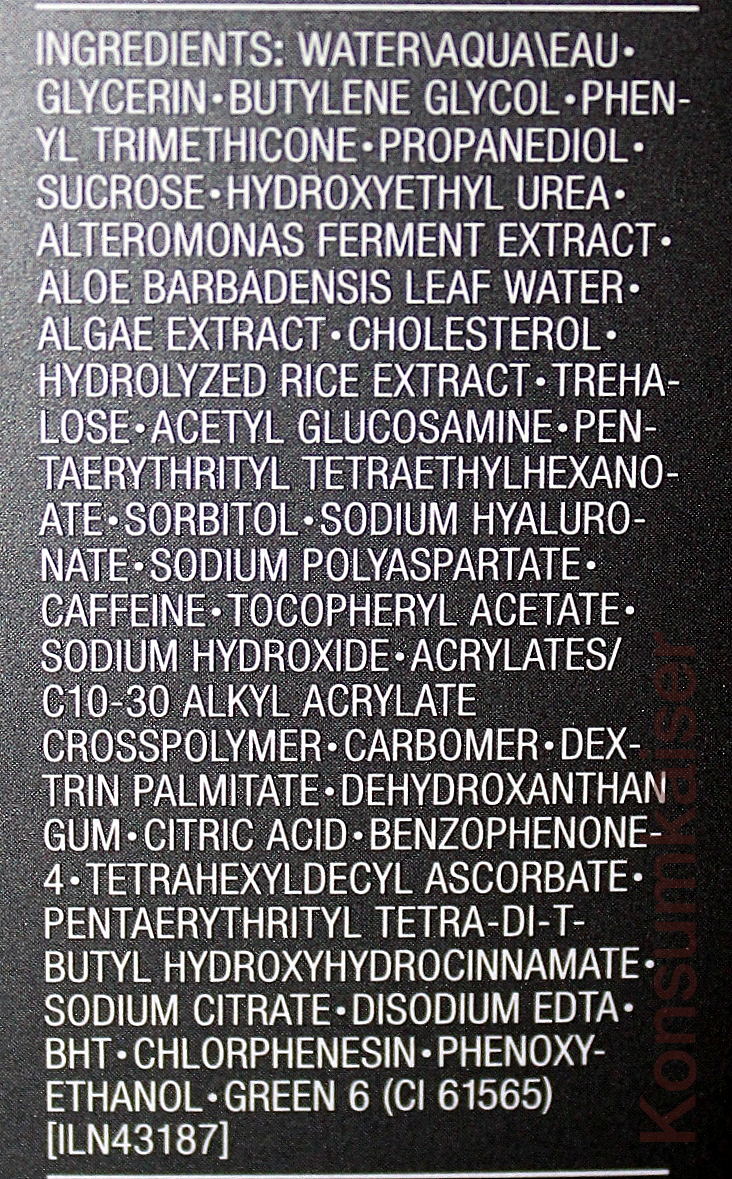 INGREDIENTS: WATER\AQUA\EAU•
GLYCERIN•BUTYLENE GLYCOL•PHEN-
YL TRIMETHICONE•PROPANEDIOL•
SUCROSE•HYDROXYETHYL UREA•
ALTEROMONAS FERMENT EXTRACT•
ALOE BARBADENSIS LEAF WATER•
ALGAE EXTRACT•CHOLESTEROL•
HYDROLYZED RICE EXTRACT•TREHA-
LOSE•ACETYL GLUCOSAMINE•PEN-
TAERYTHRITYL TETRAETHYLHEXANO-
ATE•SORBITOL•SODIUM HYALURO-
NATE•SODIUM POLYASPARTATE•
CAFFEINE•TOCOPHERYL ACETATE•
SODIUM HYDROXIDE•ACRYLATES/
C10-30 ALKYL ACRYLATE
CROSSPOLYMER•CARBOMER•DEX-
TRIN PALMITATE•DEHYDROXANTHAN
GUM•CITRIC ACID•BENZOPHENONE-
4•TETRAHEXYLDECYL ASCORBATE•
PENTAERYTHRITYL TETRA-DI-T-
BUTYL HYDROXYHYDROCINNAMATE•
SODIUM CITRATE•DISODIUM EDTA•
BHT•CHLORPHENESIN•PHENOXY-
ETHANOL•GREEN 6 (CI 61565)
[ILN43187]
Konsumkaiser